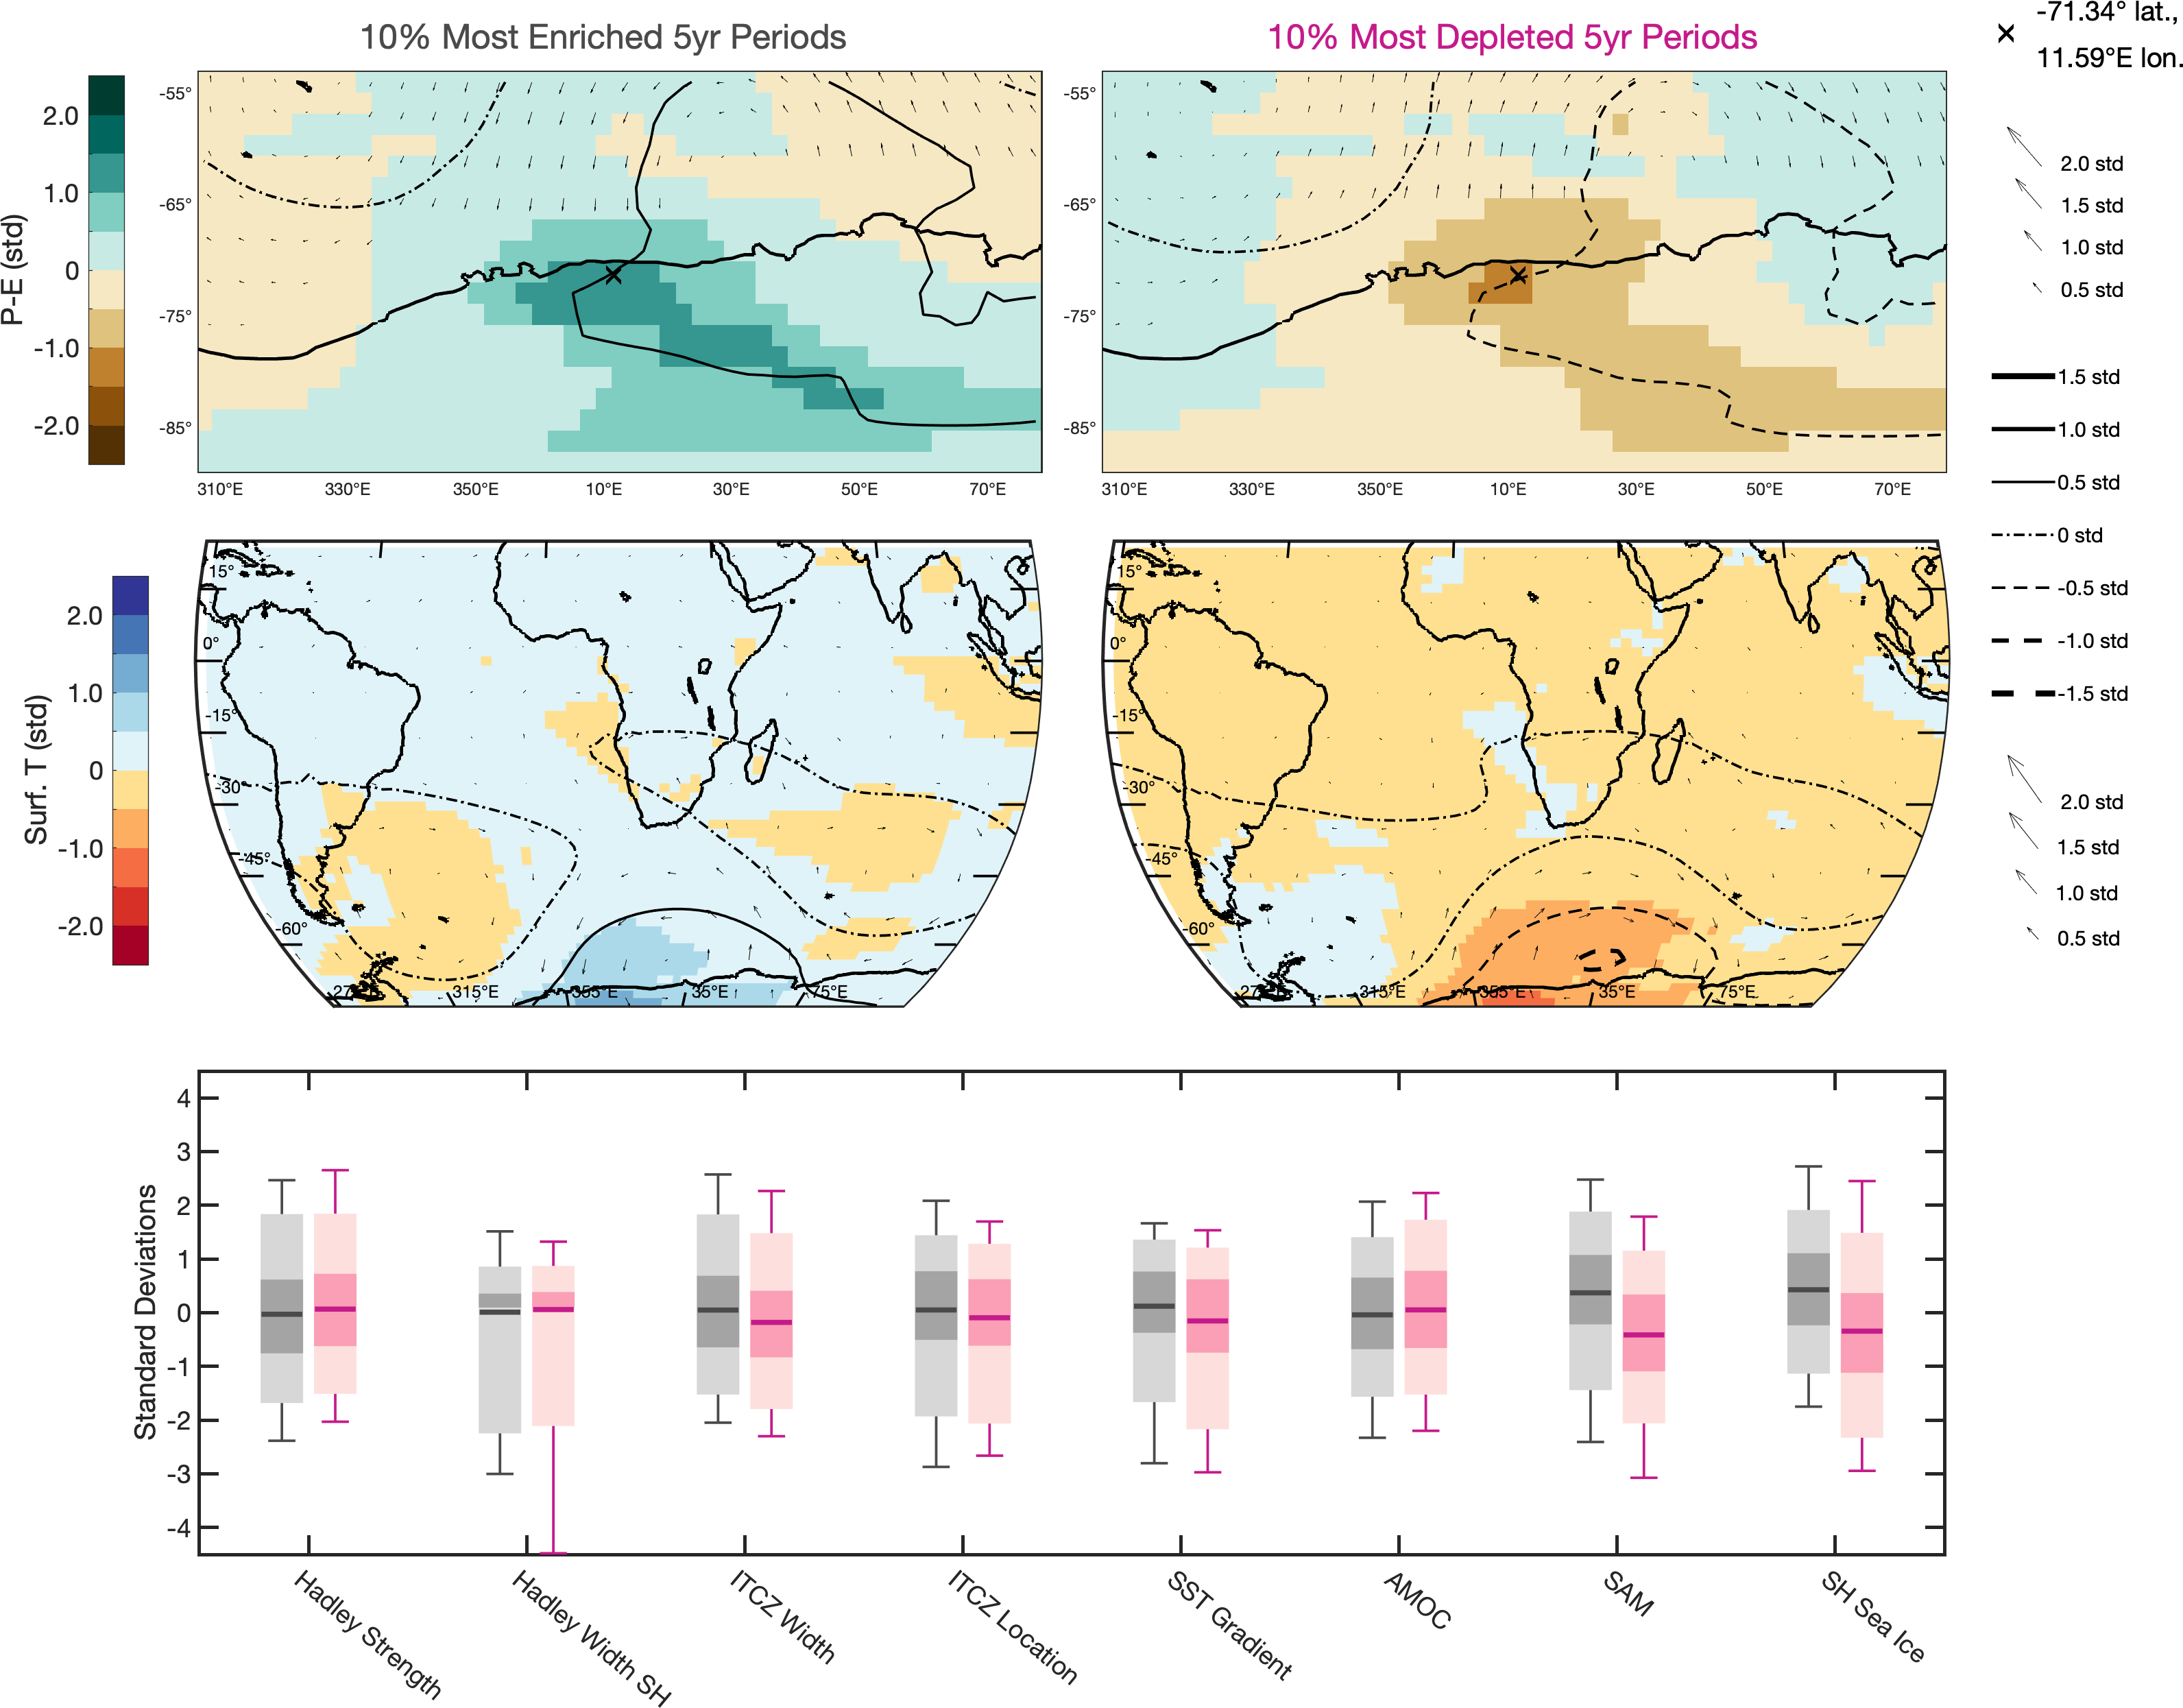 10% Most Enriched 5yr Periods
10% Most Depleted 5yr Periods
-71.34° lat.,
11.59°E lon.
P-E (std)
2.0
1.0
0
-1.0
-2.0
-55°
-65°
-75°
-85°
310°E 330°E 350°E 10°E 30°E 50°E 70°E
-55°
-65°
-75°
-85°
310°E 330°E 350°E 10°E 30°E 50°E 70°E
2.0 std
1.5 std
1.0 std
0.5 std
1.5 std
1.0 std
0.5 std
0 std
-0.5 std
-1.0 std
-1.5 std
Surf. T (std)
2.0
1.0
0
-1.0
-2.0
15°
0°
-15°
-30°
-45°
-60°
315°E 355°E 35°E 75°E
15°
0°
-15°
-30°
-45°
-60°
315°E 355°E 35°E 75°E
2.0 std
1.5 std
1.0 std
0.5 std
Standard Deviations
4
3
2
1
0
-1
-2
-3
-4
Hadley Strength
Hadley Width SH
ITCZ Width
ITCZ Location
SST Gradient
AMOC
SAM
SH Sea Ice